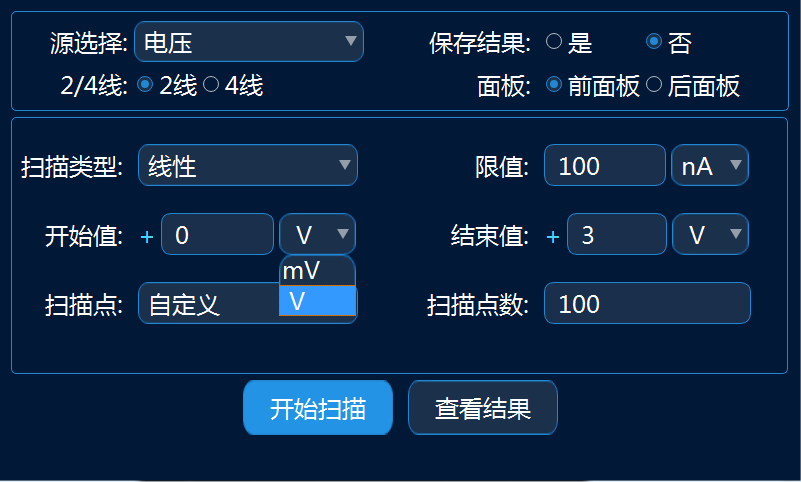 源选择: 电压 保存结果: 是 否
2/4线: 2线 4线 面板: 前面板 后面板
扫描类型: 线性 限值: 100 nA
开始值: + 0 V 结束值: + 3 V
mV
V
扫描点: 自定义 扫描点数: 100
开始扫描 查看结果